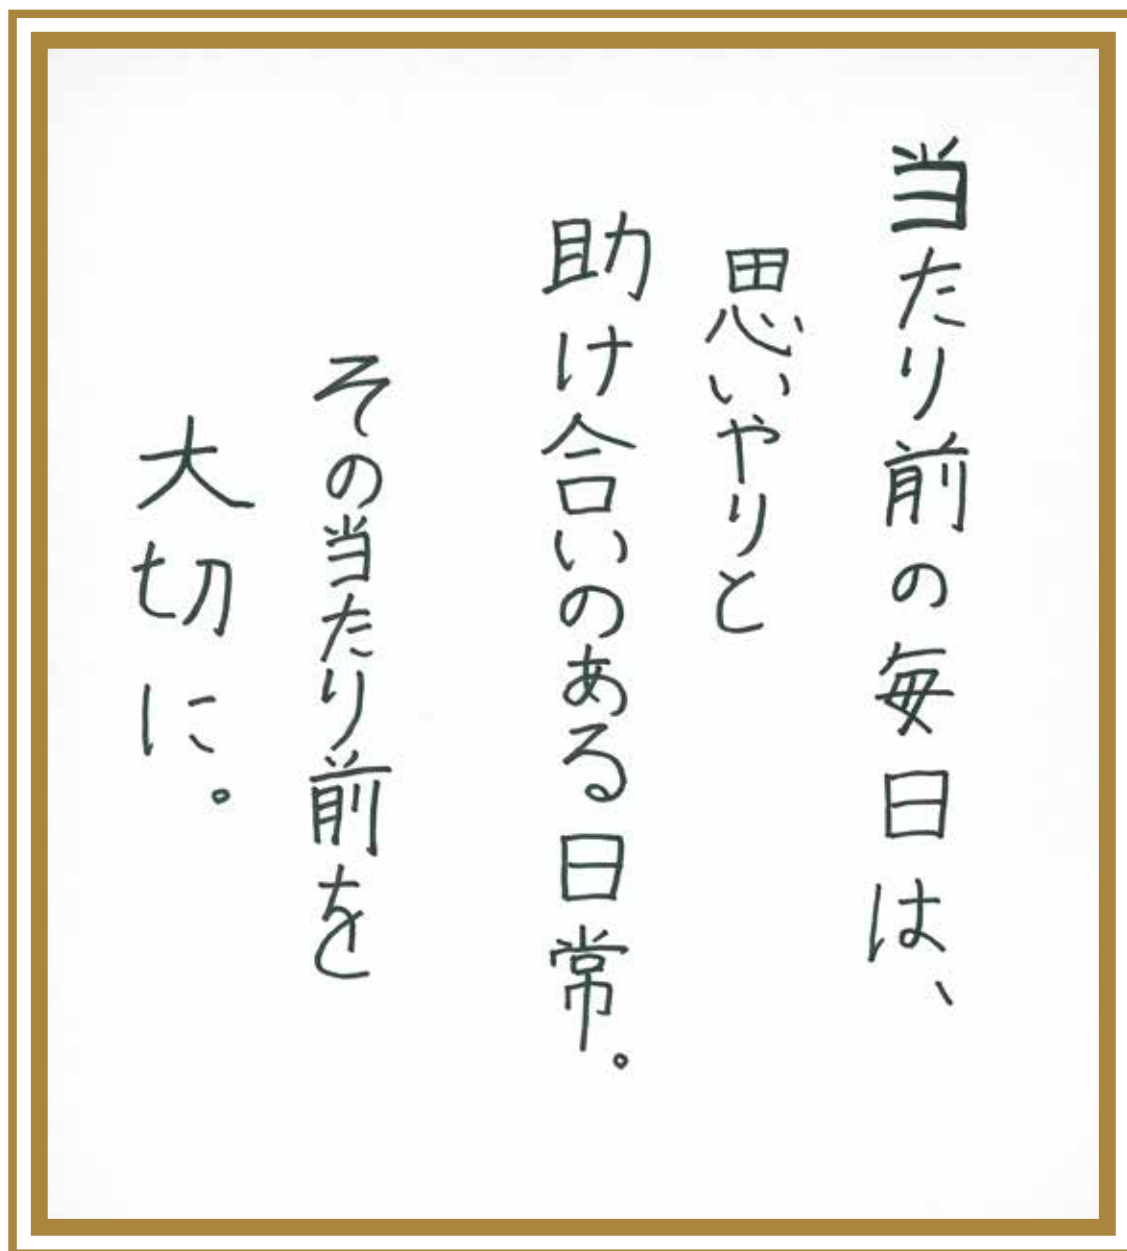 当たり前の毎日は、
思いやりと
助け合いのある日常。
その当たり前を
大切に。